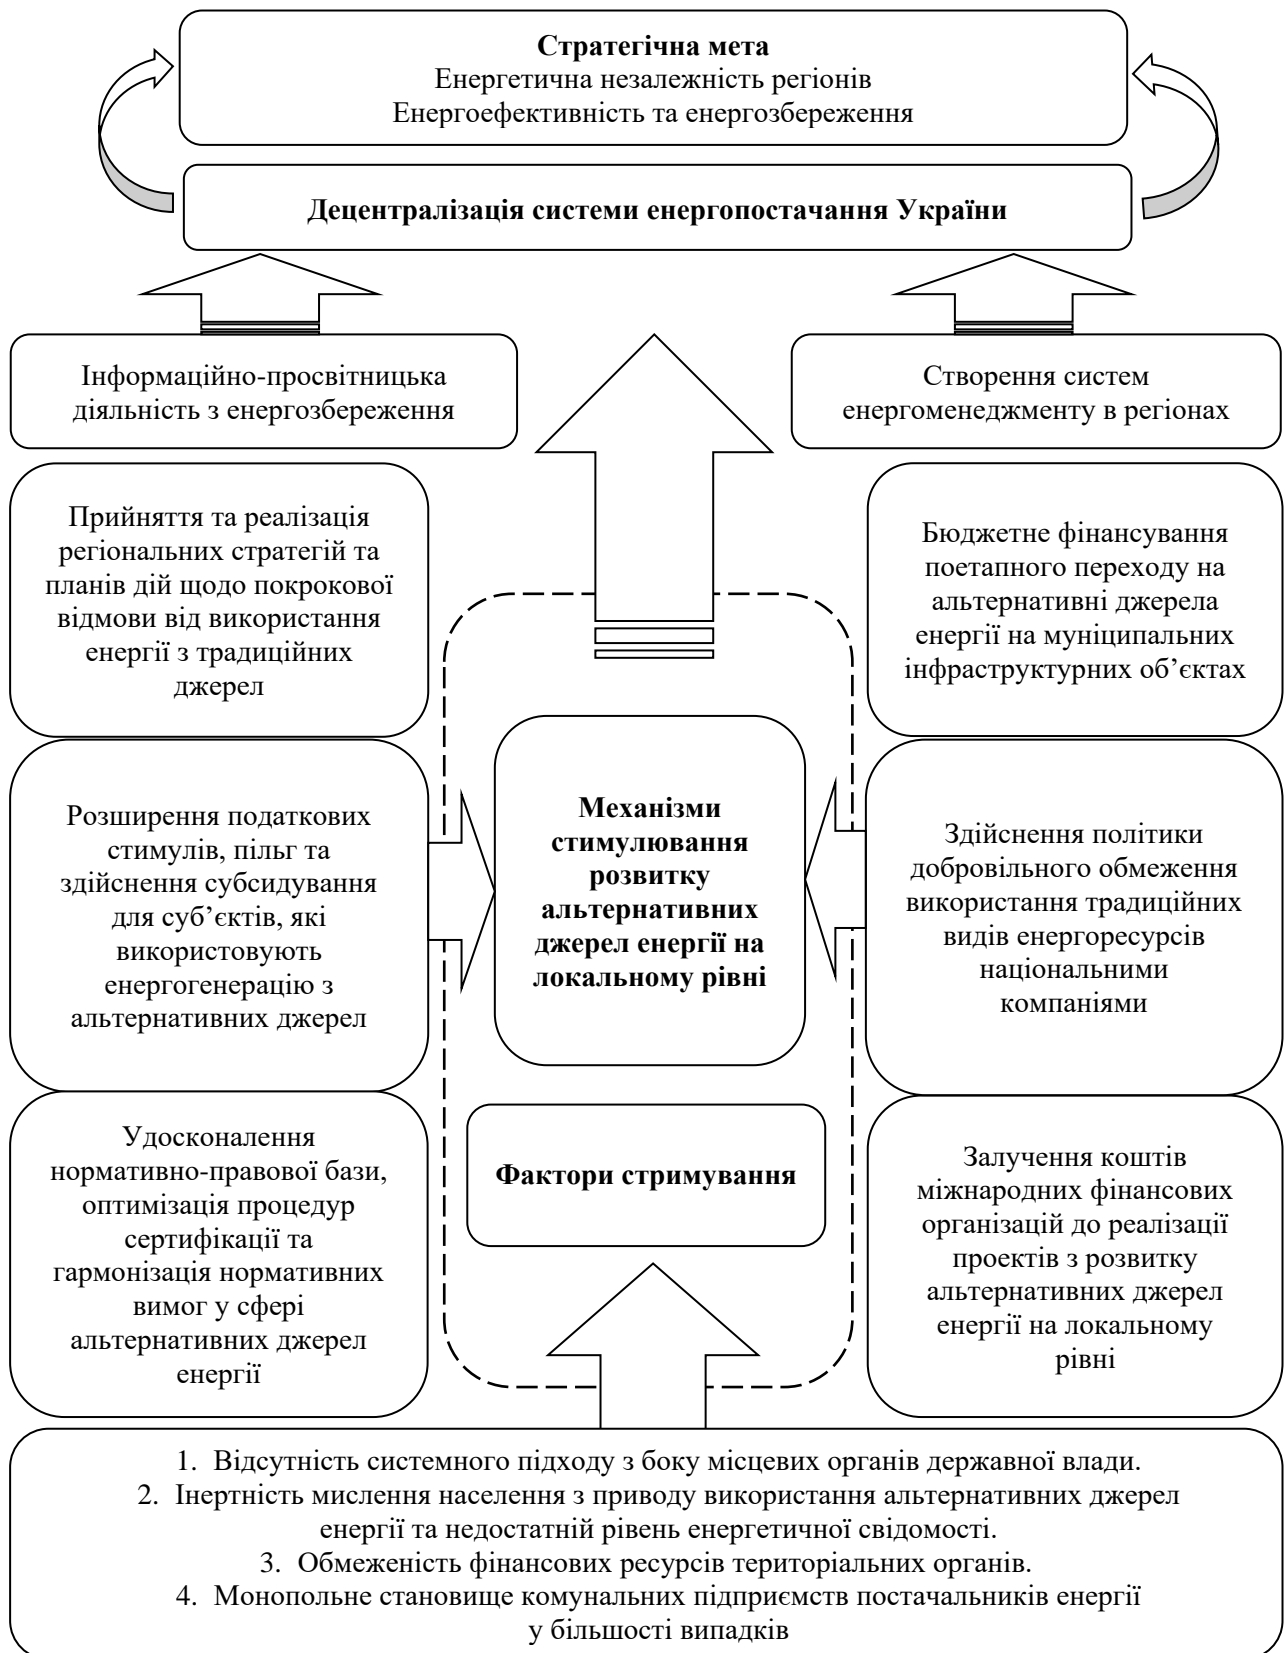 Стратегічна мета
Енергетична незалежність регіонів
Енергоефективність та енергозбереження
Децентралізація системи енергопостачання України
Інформаційно-просвітницька
діяльність з енергозбереження
Створення систем
енергоменеджменту в регіонах
Прийняття та реалізація
регіональних стратегій та
планів дій щодо покрокової
відмови від використання
енергії з традиційних
джерел
Бюджетне фінансування
поетапного переходу на
альтернативні джерела
енергії на муніципальних
інфраструктурних об’єктах
Розширення податкових
стимулів, пільг та
здійснення субсидування
для суб’єктів, які
використовують
енергогенерацію з
альтернативних джерел
Механізми
стимулювання
розвитку
альтернативних
джерел енергії на
локальному рівні
Здійснення політики
добровільного обмеження
використання традиційних
видів енергоресурсів
національними
компаніями
Удосконалення
нормативно-правової бази,
оптимізація процедур
сертифікації та
гармонізація нормативних
вимог у сфері
альтернативних джерел
енергії
Фактори стримування
Залучення коштів
міжнародних фінансових
організацій до реалізації
проектів з розвитку
альтернативних джерел
енергії на локальному
рівні
1. Відсутність системного підходу з боку місцевих органів державної влади.
2. Інертність мислення населення з приводу використання альтернативних джерел
енергії та недостатній рівень енергетичної свідомості.
3. Обмеженість фінансових ресурсів територіальних органів.
4. Монопольне становище комунальних підприємств постачальників енергії
у більшості випадків